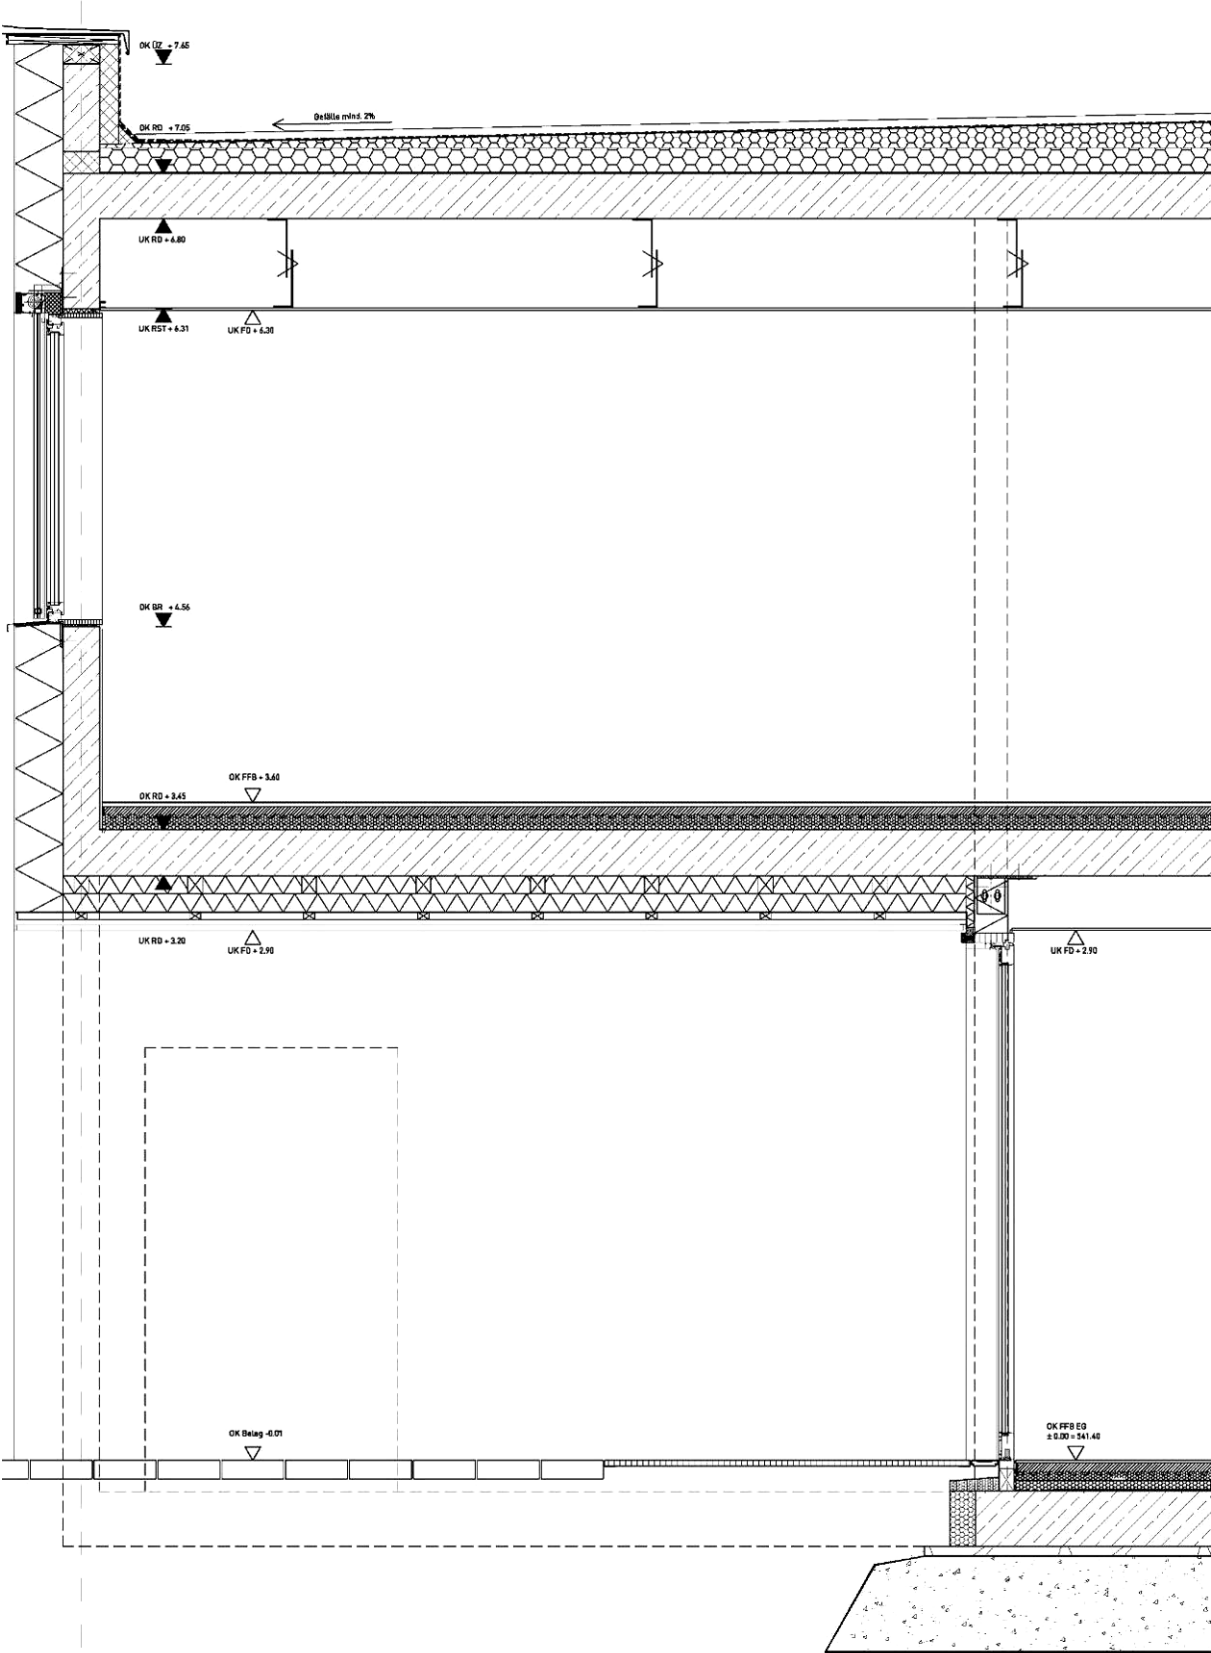 OK ÜZ + 7.65
OK RD + 7.05
Gefälle mind. 2%
UK RD + 6.80
UK RST + 6.31
UK FD + 6.30
OK BR + 4.56
OK FFB + 3.60
OK RD + 3.45
UK RD + 3.20
UK FD + 2.90
UK FD + 2.90
OK Belag -0.01
OK FFB EG
± 0.00 = 541.40